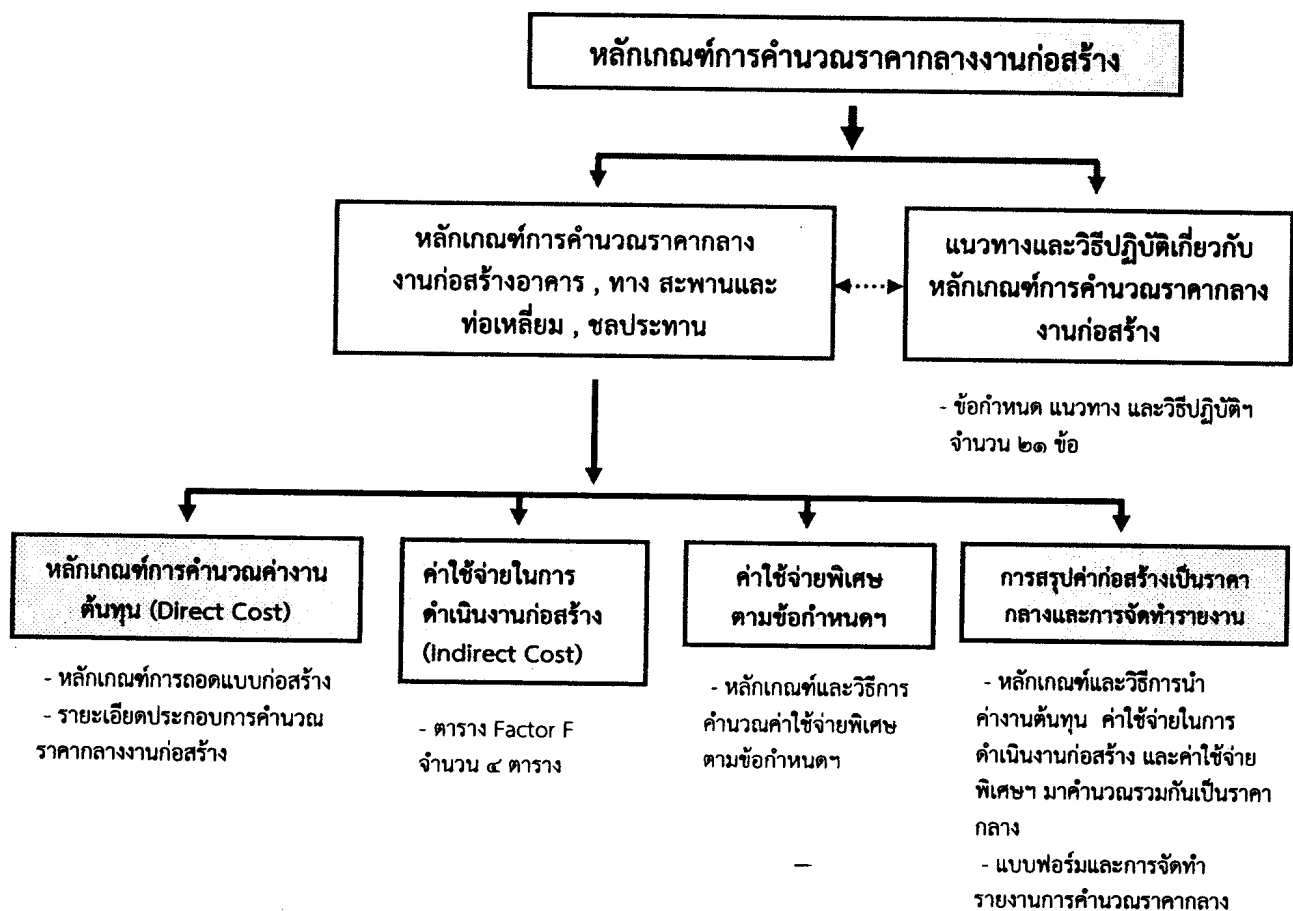 หลักเกณฑ์การคำนวณราคากลางงานก่อสร้าง
หลักเกณฑ์การคำนวณราคากลาง
งานก่อสร้างอาคาร , ทาง สะพานและ
ท่อเหลี่ยม , ชลประทาน
แนวทางและวิธีปฏิบัติเกี่ยวกับ
หลักเกณฑ์การคำนวณราคากลาง
งานก่อสร้าง
- ข้อกำหนด แนวทาง และวิธีปฏิบัติฯ
จำนวน ๒๑ ข้อ
หลักเกณฑ์การคำนวณค่างาน
ต้นทุน (Direct Cost)
- หลักเกณฑ์การถอดแบบก่อสร้าง
- รายะเอียดประกอบการคำนวณ
ราคากลางงานก่อสร้าง
ค่าใช้จ่ายในการ
ดำเนินงานก่อสร้าง
(Indirect Cost)
- ตาราง Factor F
จำนวน ๔ ตาราง
ค่าใช้จ่ายพิเศษ
ตามข้อกำหนดฯ
- หลักเกณฑ์และวิธีการ
คำนวณค่าใช้จ่ายพิเศษ
ตามข้อกำหนดฯ
การสรุปค่าก่อสร้างเป็นราคา
กลางและการจัดทำรายงาน
- หลักเกณฑ์และวิธีการนำ
ค่างานต้นทุน ค่าใช้จ่ายในการ
ดำเนินงานก่อสร้าง และค่าใช้จ่าย
พิเศษฯ มาคำนวณรวมกันเป็นราคา
กลาง
- แบบฟอร์มและการจัดทำ
รายงานการคำนวณราคากลาง